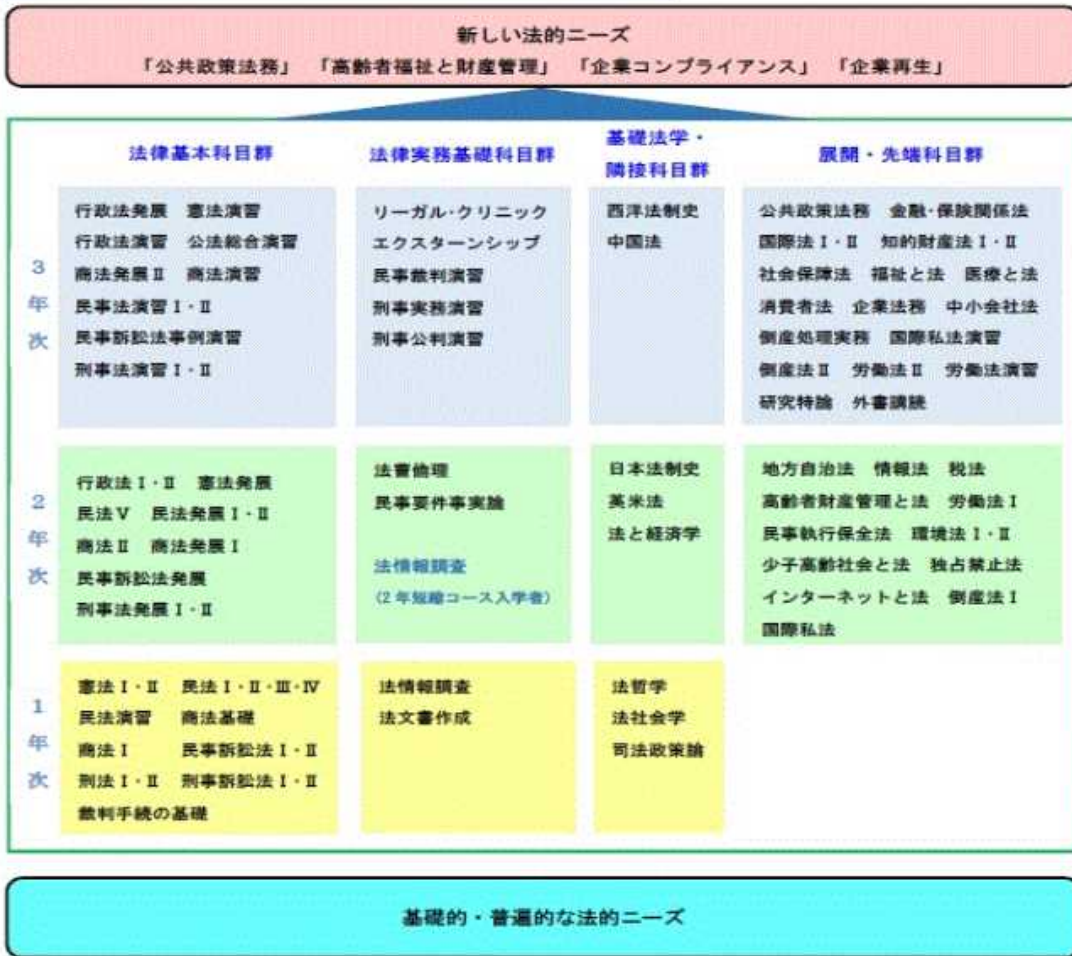 新しい法的ニーズ
「公共政策法務」 「高齢者福祉と財産管理」 「企業コンプライアンス」 「企業再生」
法律基本科目群
法律実務基礎科目群
基礎法学・
隣接科目群
展開・先端科目群
3
年
次
行政法発展 憲法演習
行政法演習 公法総合演習
商法発展Ⅱ 商法演習
民事法演習Ⅰ・Ⅱ
民事訴訟法事例演習
刑事法演習Ⅰ・Ⅱ
リーガル・クリニック
エクスターンシップ
民事裁判演習
刑事実務演習
刑事公判演習
西洋法制史
中国法
公共政策法務 金融・保険関係法
国際法Ⅰ・Ⅱ 知的財産法Ⅰ・Ⅱ
社会保障法 福祉と法 医療と法
消費者法 企業法務 中小会社法
倒産処理実務 国際私法演習
倒産法Ⅱ 労働法Ⅱ 労働法演習
研究特論 外書講読
2
年
次
行政法Ⅰ・Ⅱ 憲法発展
民法Ⅴ 民法発展Ⅰ・Ⅱ
商法Ⅱ 商法発展Ⅰ
民事訴訟法発展
刑事法発展Ⅰ・Ⅱ
法曹倫理
民事要件事実論
法情報調査
(2年短縮コース入学者)
日本法制史
英米法
法と経済学
地方自治法 情報法 税法
高齢者財産管理と法 労働法Ⅰ
民事執行保全法 環境法Ⅰ・Ⅱ
少子高齢社会と法 独占禁止法
インターネットと法 倒産法Ⅰ
国際私法
1
年
次
憲法Ⅰ・Ⅱ 民法Ⅰ・Ⅱ・Ⅲ・Ⅳ
民法演習 商法基礎
商法Ⅰ 民事訴訟法Ⅰ・Ⅱ
刑法Ⅰ・Ⅱ 刑事訴訟法Ⅰ・Ⅱ
裁判手続の基礎
法情報調査
法文書作成
法哲学
法社会学
司法政策論
基礎的・普遍的な法的ニーズ